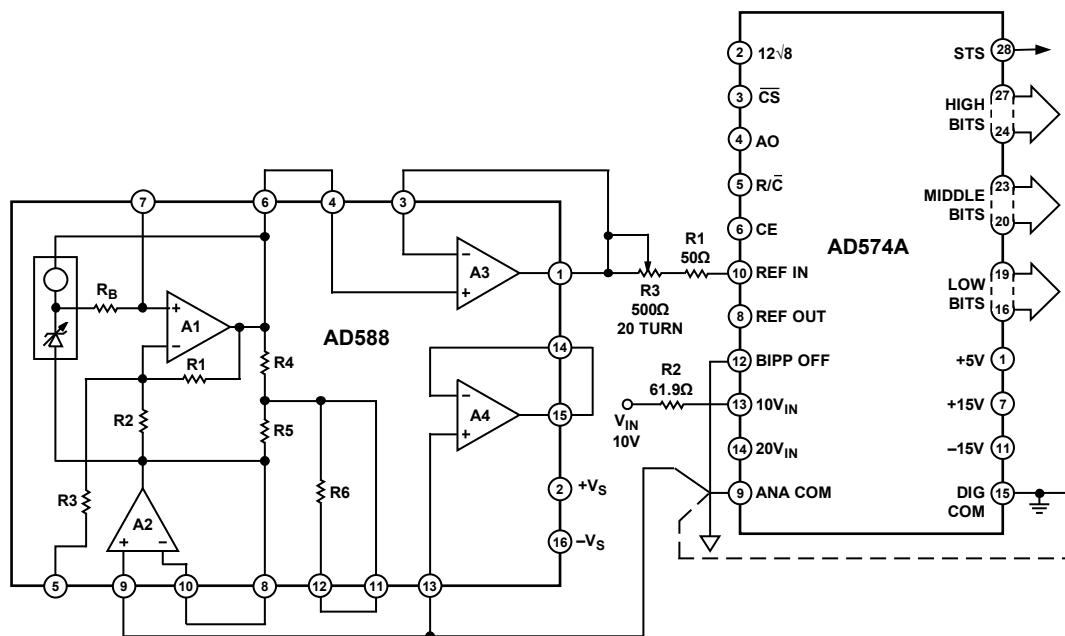 7
6
4
3
R_B
A1
R1
R2
R3
A2
R4
R5
R6
AD588
A3
A4
1
14
15
2
+V_S
16
–V_S
5
9
10
8
12
11
13
R3
500Ω
20 TURN
R1
50Ω
R2
61.9Ω
V_IN
10V
2 12√8
3 C̅S̅
4 AO
5 R/C̅
6 CE
10 REF IN
8 REF OUT
12 BIPP OFF
13 10V_IN
14 20V_IN
9 ANA COM
AD574A
STS 28
HIGH
BITS
27
24
MIDDLE
BITS
23
20
LOW
BITS
19
16
+5V 1
+15V 7
–15V 11
DIG
COM
15